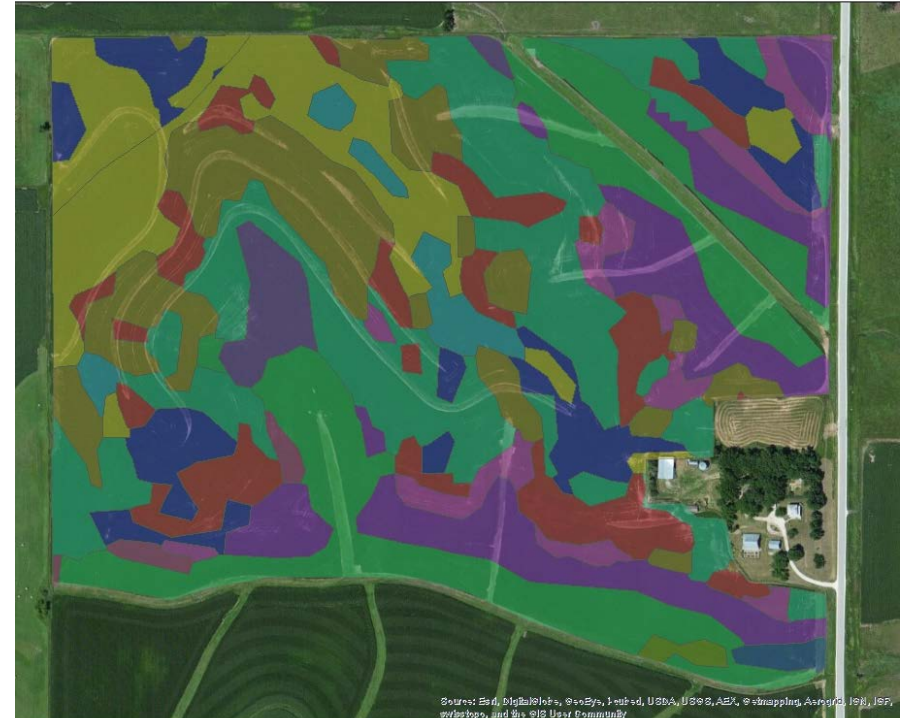 Source: Esri, DigitalGlobe, GeoEye, i-cubed, USDA, USGS, AEX, Getmapping, Aerogrid, IGN, IGP,
swisstopo, and the GIS User Community